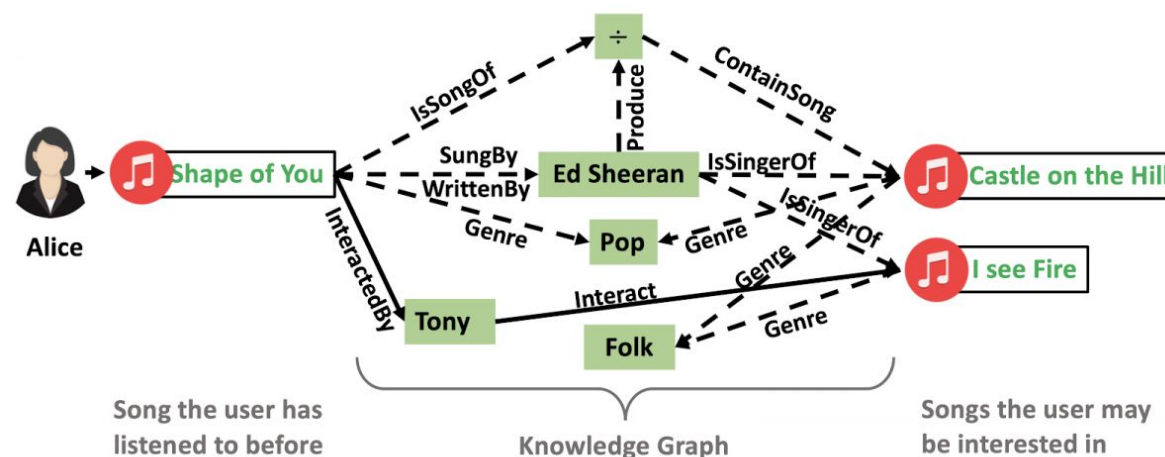 ÷
IsSongOf
ContainSong
Produce
SungBy
WrittenBy
Ed Sheeran
IsSingerOf
Shape of You
Castle on the Hill
IsSingerOf
Alice
Genre
Pop
Genre
InteractedBy
Genre
I see Fire
Interact
Tony
Genre
Folk
Song the user has
listened to before
Knowledge Graph
Songs the user may
be interested in